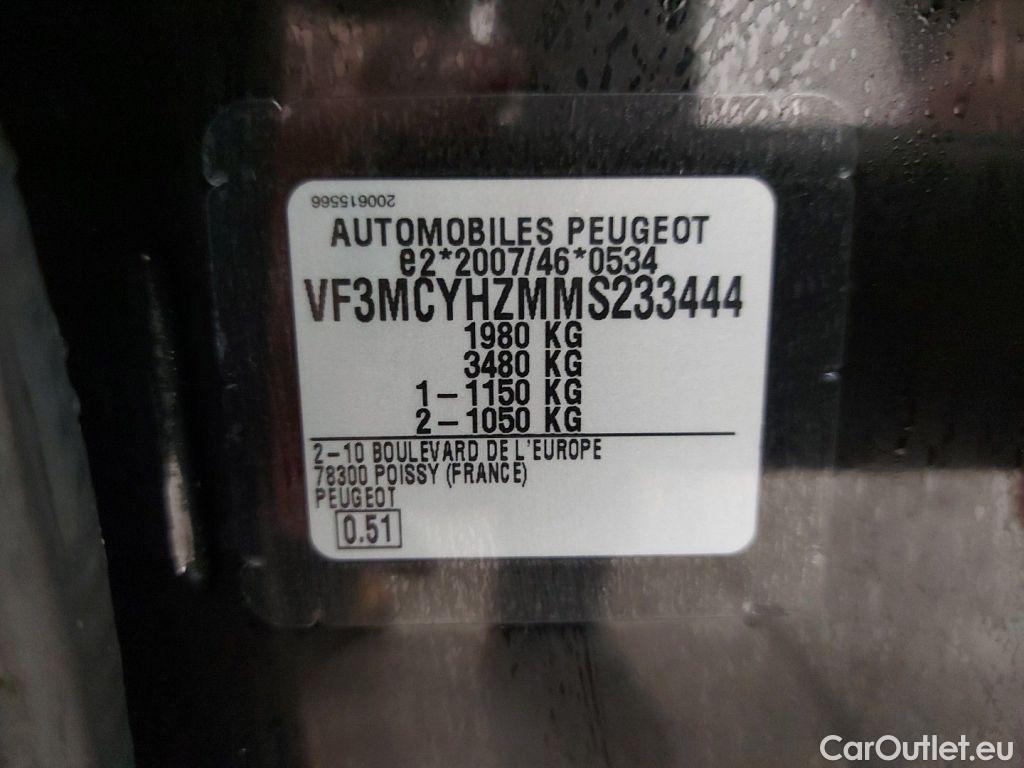 200615566
AUTOMOBILES PEUGEOT
e2*2007/46*0534
VF3MCYHZMMS233444
1980 KG
3480 KG
1-1150 KG
2-1050 KG
2-10 BOULEVARD DE L'EUROPE
78300 POISSY (FRANCE)
PEUGEOT
0.51
CarOutlet.eu